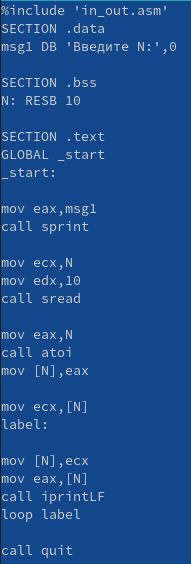 %include 'in_out.asm'
SECTION .data
msg1 DB 'Введите N:',0
SECTION .bss
N: RESB 10
SECTION .text
GLOBAL _start
_start:
mov eax,msg1
call sprint
mov ecx,N
mov edx,10
call sread
mov eax,N
call atoi
mov [N],eax
mov ecx,[N]
label:
mov [N],ecx
mov eax,[N]
call iprintLF
loop label
call quit